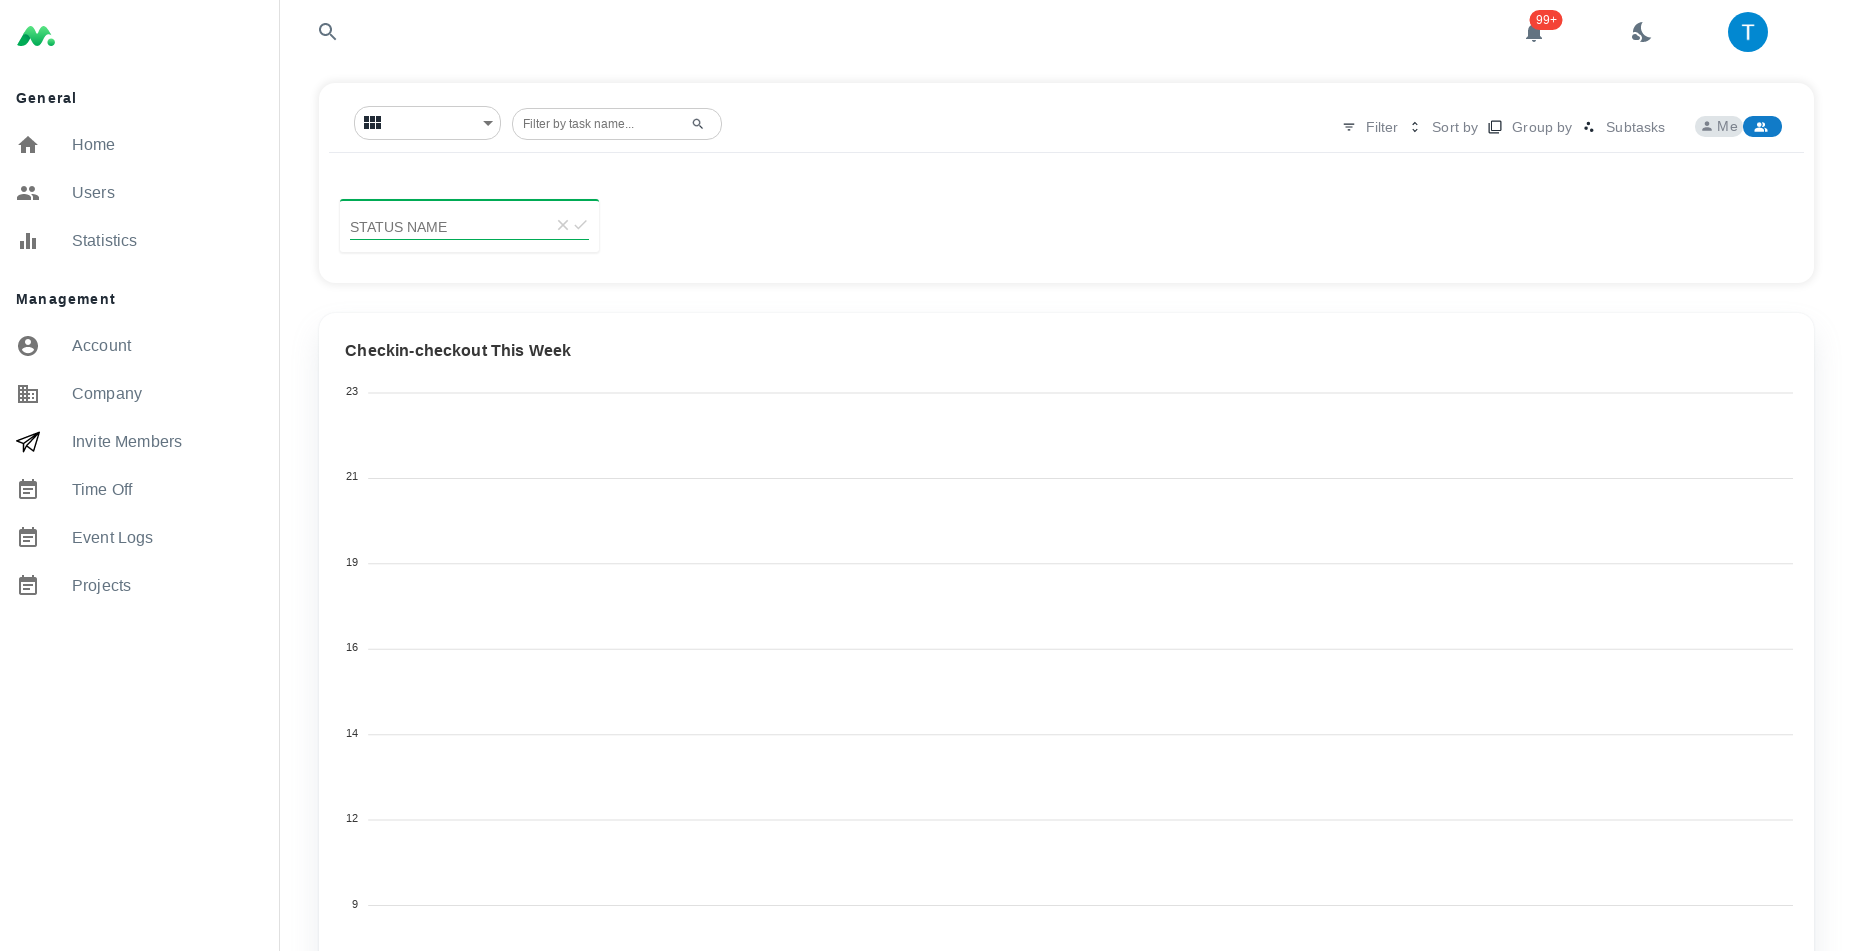 99+
T
General
Home
Users
Statistics
Management
Account
Company
Invite Members
Time Off
Event Logs
Projects
Filter by task name...
Filter
Sort by
Group by
Subtasks
Me
STATUS NAME
Checkin-checkout This Week
23
21
19
16
14
12
9